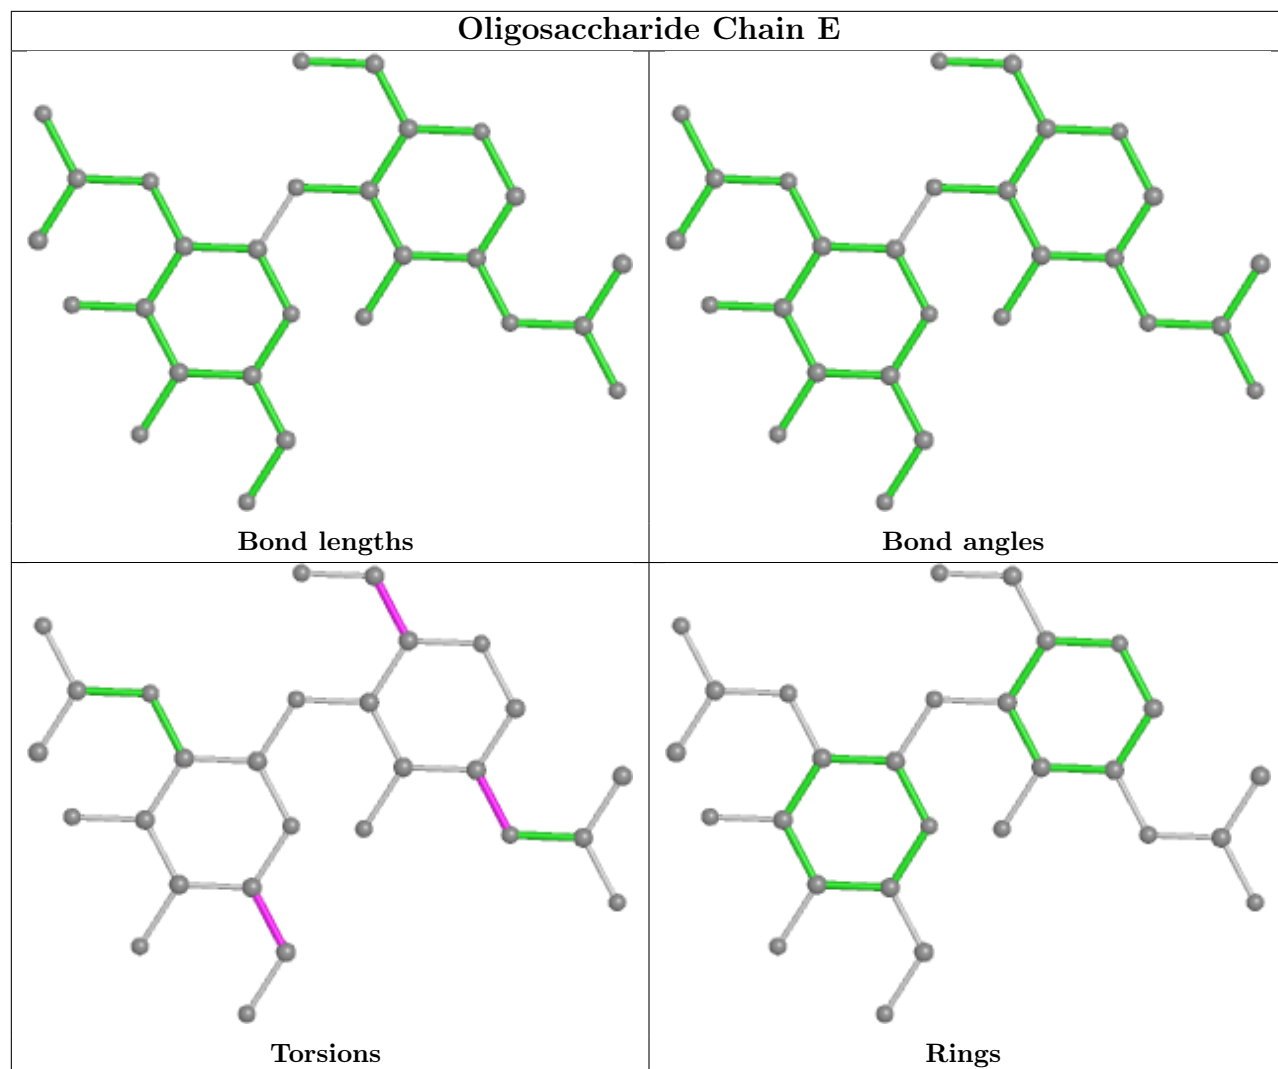 Oligosaccharide Chain E
Bond lengths
Bond angles
Torsions
Rings